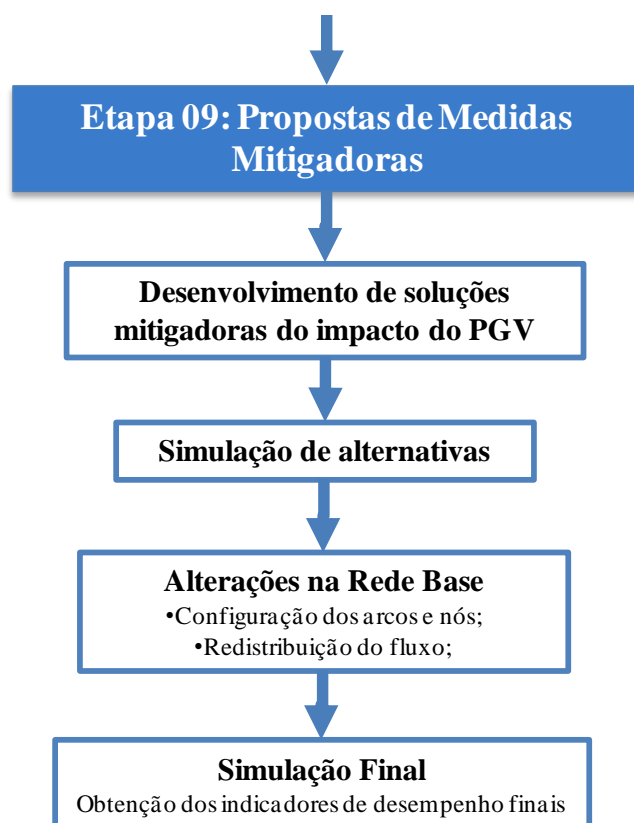 Etapa 09: Propostas de Medidas
Mitigadoras
Desenvolvimento de soluções
mitigadoras do impacto do PGV
Simulação de alternativas
Alterações na Rede Base
•Configuração dos arcos e nós;
•Redistribuição do fluxo;
Simulação Final
Obtenção dos indicadores de desempenho finais